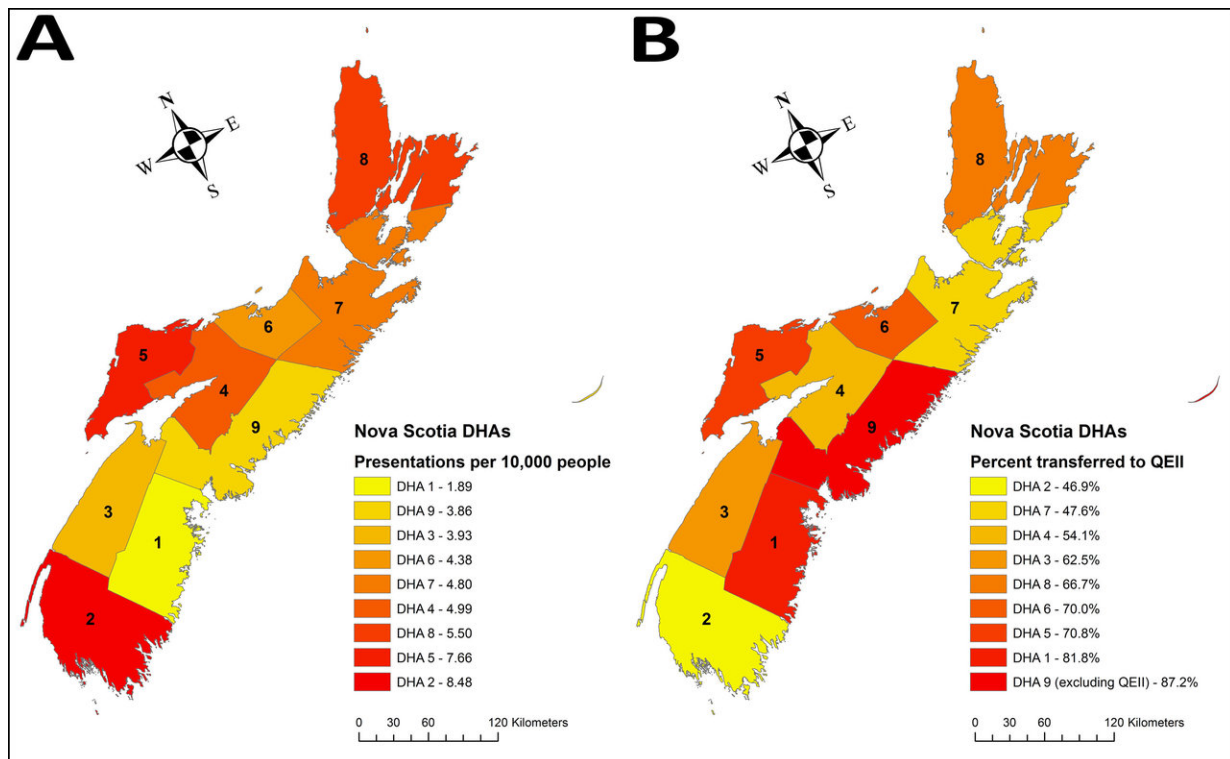 A
N
E
W
S
8
7
6
5
4
9
3
1
2
Nova Scotia DHAs
Presentations per 10,000 people
DHA 1 - 1.89
DHA 9 - 3.86
DHA 3 - 3.93
DHA 6 - 4.38
DHA 7 - 4.80
DHA 4 - 4.99
DHA 8 - 5.50
DHA 5 - 7.66
DHA 2 - 8.48
0 30 60 120 Kilometers
B
N
E
W
S
8
7
6
5
4
9
3
1
2
Nova Scotia DHAs
Percent transferred to QEII
DHA 2 - 46.9%
DHA 7 - 47.6%
DHA 4 - 54.1%
DHA 3 - 62.5%
DHA 8 - 66.7%
DHA 6 - 70.0%
DHA 5 - 70.8%
DHA 1 - 81.8%
DHA 9 (excluding QEII) - 87.2%
0 30 60 120 Kilometers